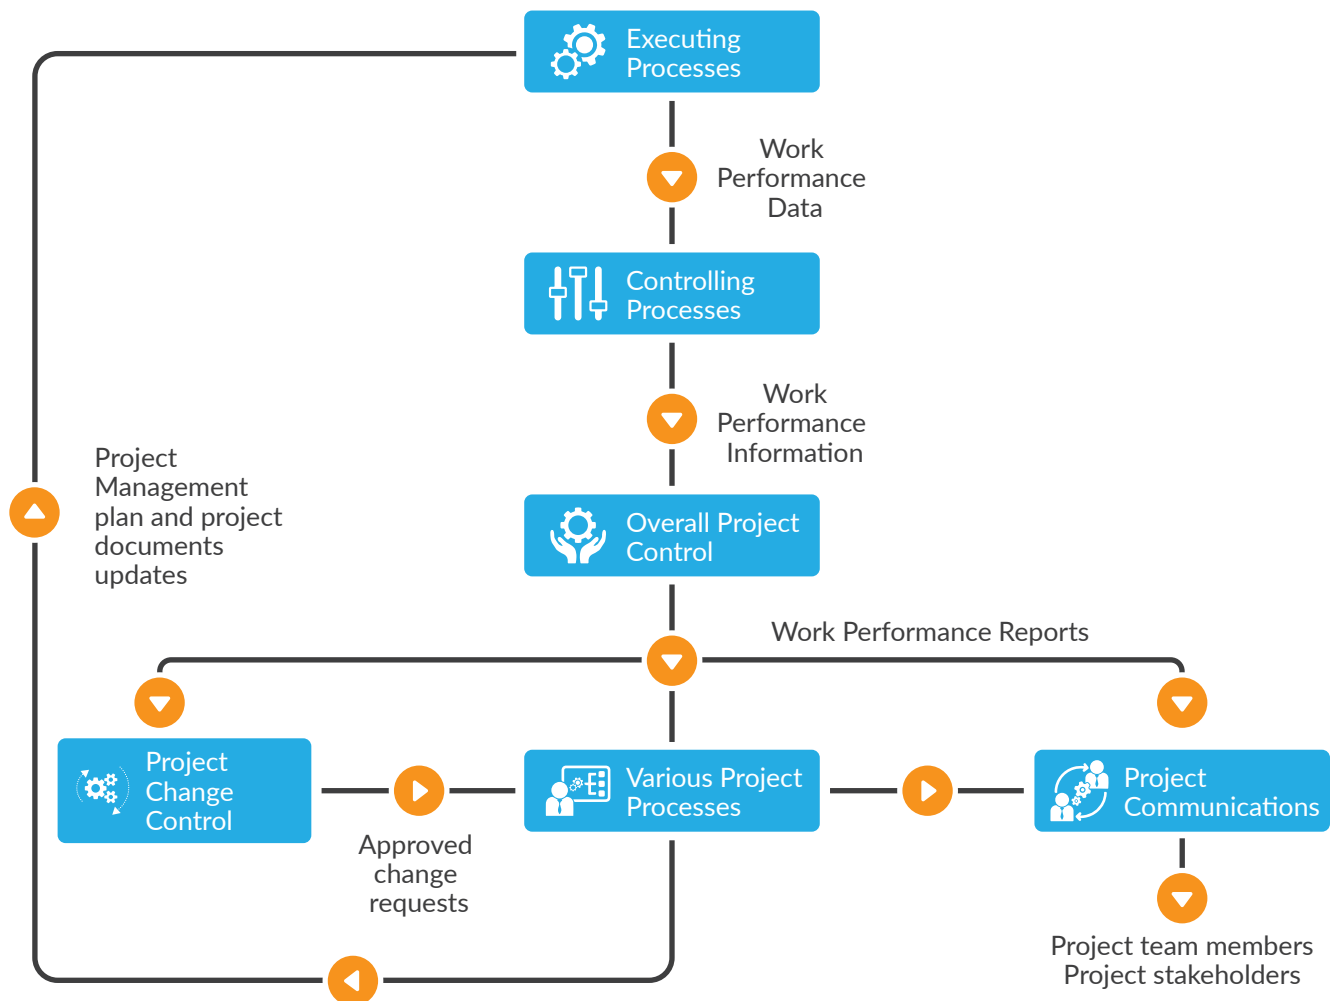 Executing
Processes
Work
Performance
Data
Controlling
Processes
Work
Performance
Information
Project
Management
plan and project
documents
updates
Overall Project
Control
Work Performance Reports
Project
Change
Control
Approved
change
requests
Various Project
Processes
Project
Communications
Project team members
Project stakeholders